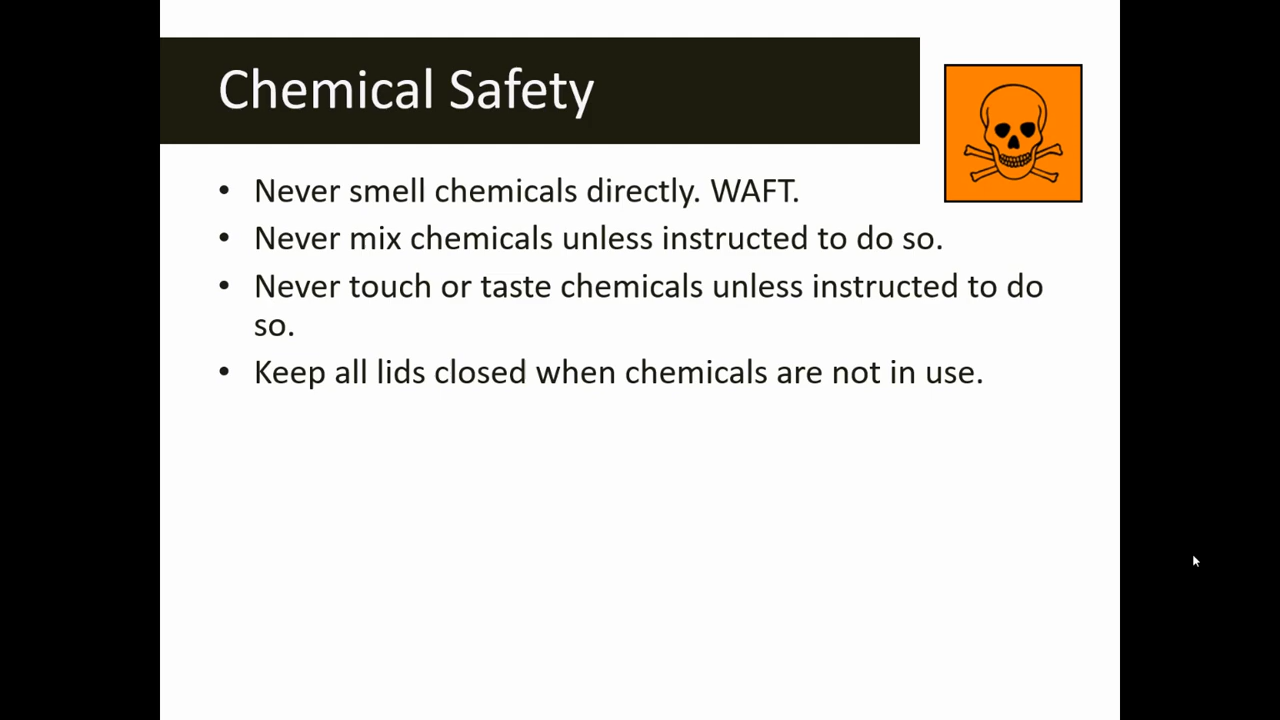 Chemical Safety
• Never smell chemicals directly. WAFT.
• Never mix chemicals unless instructed to do so.
• Never touch or taste chemicals unless instructed to do
so.
• Keep all lids closed when chemicals are not in use.